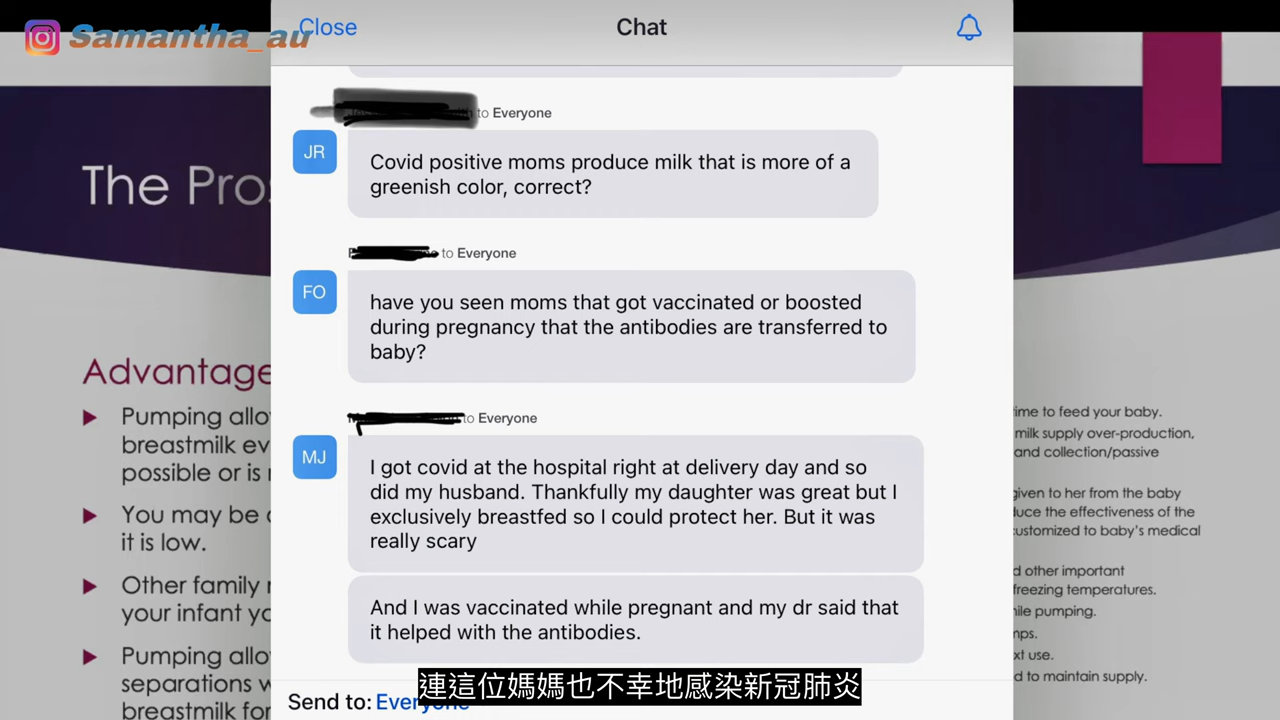 Samantha_au
Close
Chat
to Everyone
JR
Covid positive moms produce milk that is more of a
greenish color, correct?
to Everyone
FO
have you seen moms that got vaccinated or boosted
during pregnancy that the antibodies are transferred to
baby?
to Everyone
MJ
I got covid at the hospital right at delivery day and so
did my husband. Thankfully my daughter was great but I
exclusively breastfed so I could protect her. But it was
really scary
And I was vaccinated while pregnant and my dr said that
it helped with the antibodies.
Send to: Everyone
連這位媽媽也不幸地感染新冠肺炎
The Pro
Advantage
Pumping allo
breastmilk ev
possible or is
You may be
it is low.
Other family
your infant yo
Pumping allo
separations w
breastmilk for
ime to feed your baby.
milk supply over-production,
and collection/passive
given to her from the baby
duce the effectiveness of the
customized to baby's medical
d other important
freezing temperatures.
hile pumping.
mps.
xt use.
d to maintain supply.